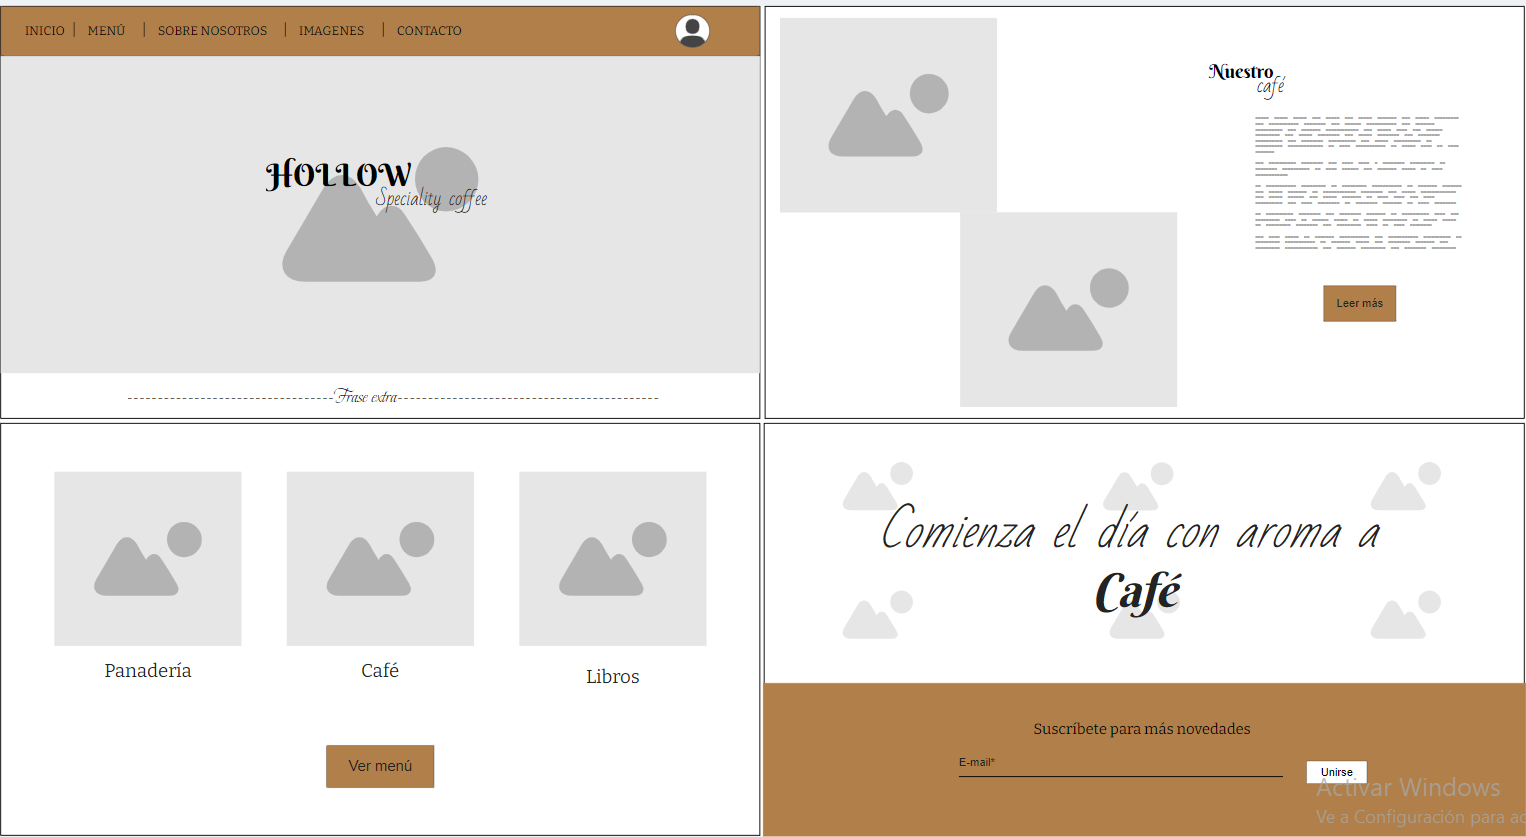 INICIO | MENÚ | SOBRE NOSOTROS | IMAGENES | CONTACTO
HOLLOW
Speciality coffee
Frase extra
Nuestro
café
Leer más
Panadería
Café
Libros
Ver menú
Comienza el día con aroma a
Café
Suscríbete para más novedades
E-mail*
Unirse
Activar Windows
Ve a Configuración para